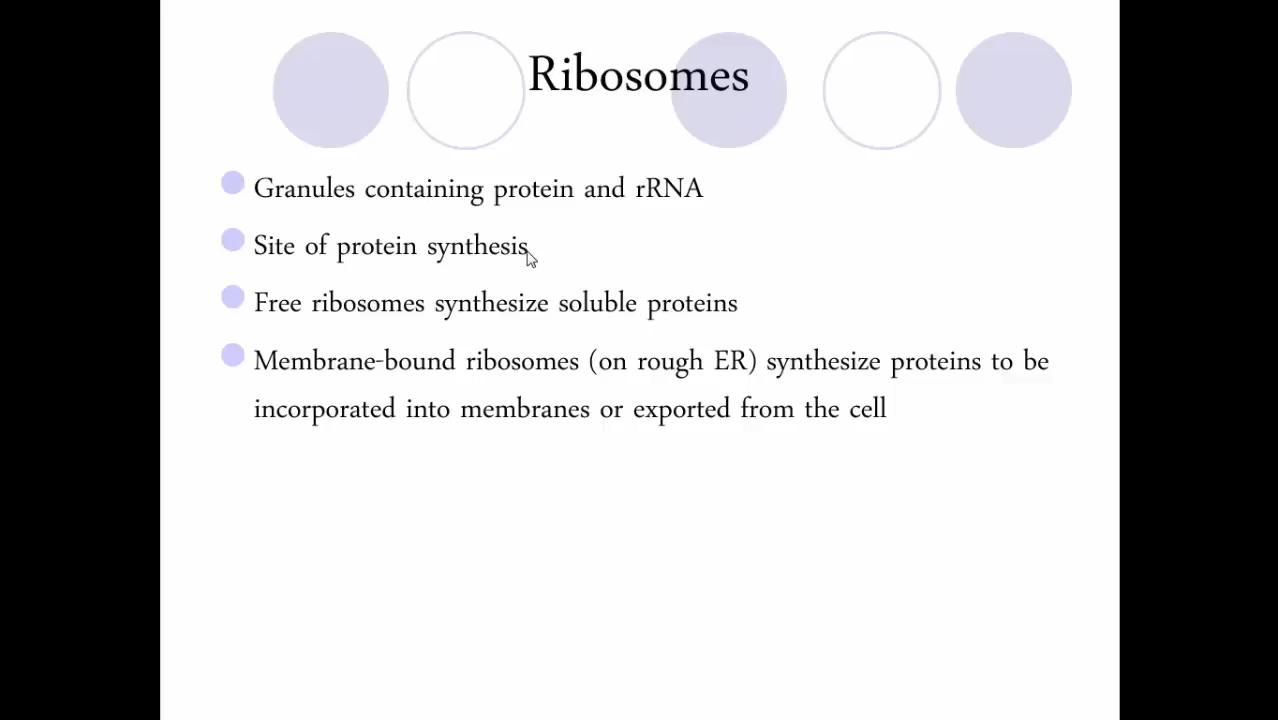 Ribosomes
Granules containing protein and rRNA
Site of protein synthesis
Free ribosomes synthesize soluble proteins
Membrane-bound ribosomes (on rough ER) synthesize proteins to be
incorporated into membranes or exported from the cell